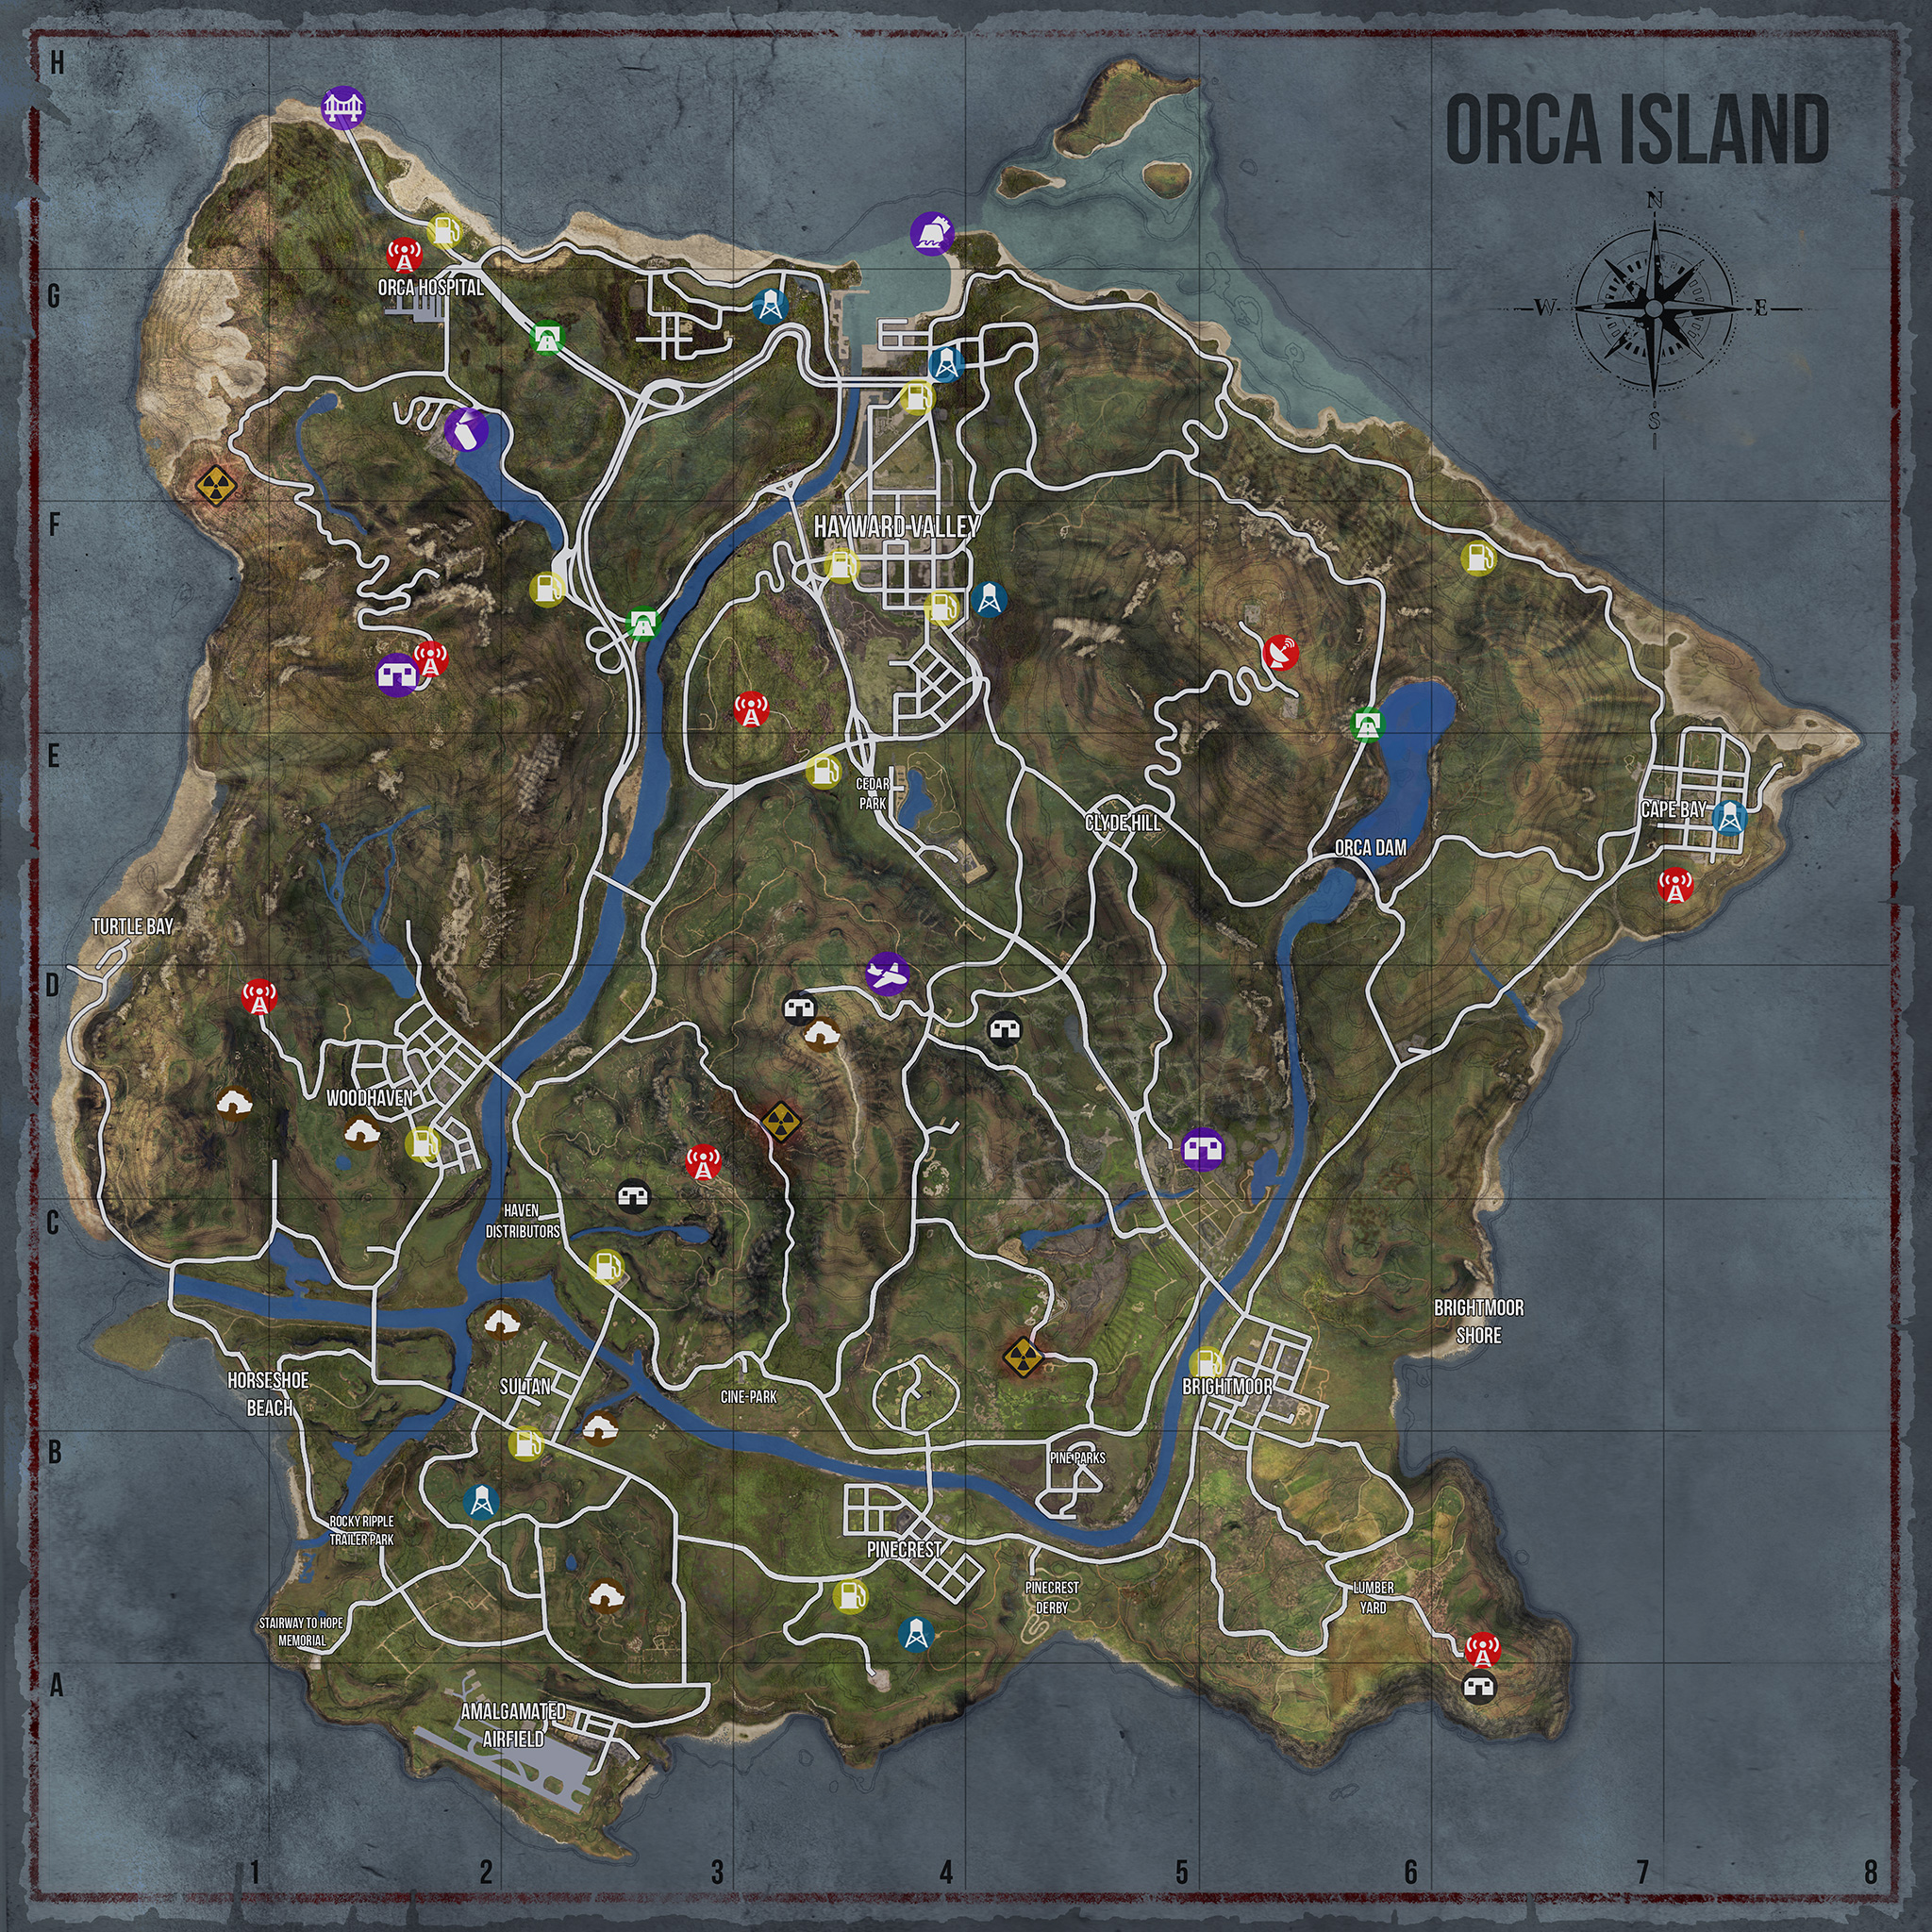 H
ORCA ISLAND
N
W
E
S
G
ORCA HOSPITAL
F
HAYWARD VALLEY
E
CEDAR
PARK
CLYDE HILL
CAPE BAY
ORCA DAM
TURTLE BAY
D
WOODHAVEN
C
HAVEN
DISTRIBUTORS
BRIGHTMOOR
SHORE
HORSESHOE
BEACH
SULTAN
CINE-PARK
BRIGHTMOOR
B
PINE PARKS
ROCKY RIPPLE
TRAILER PARK
PINECREST
PINECREST
DERBY
LUMBER
YARD
STAIRWAY TO HOPE
MEMORIAL
A
AMALGAMATED
AIRFIELD
1
2
3
4
5
6
7
8